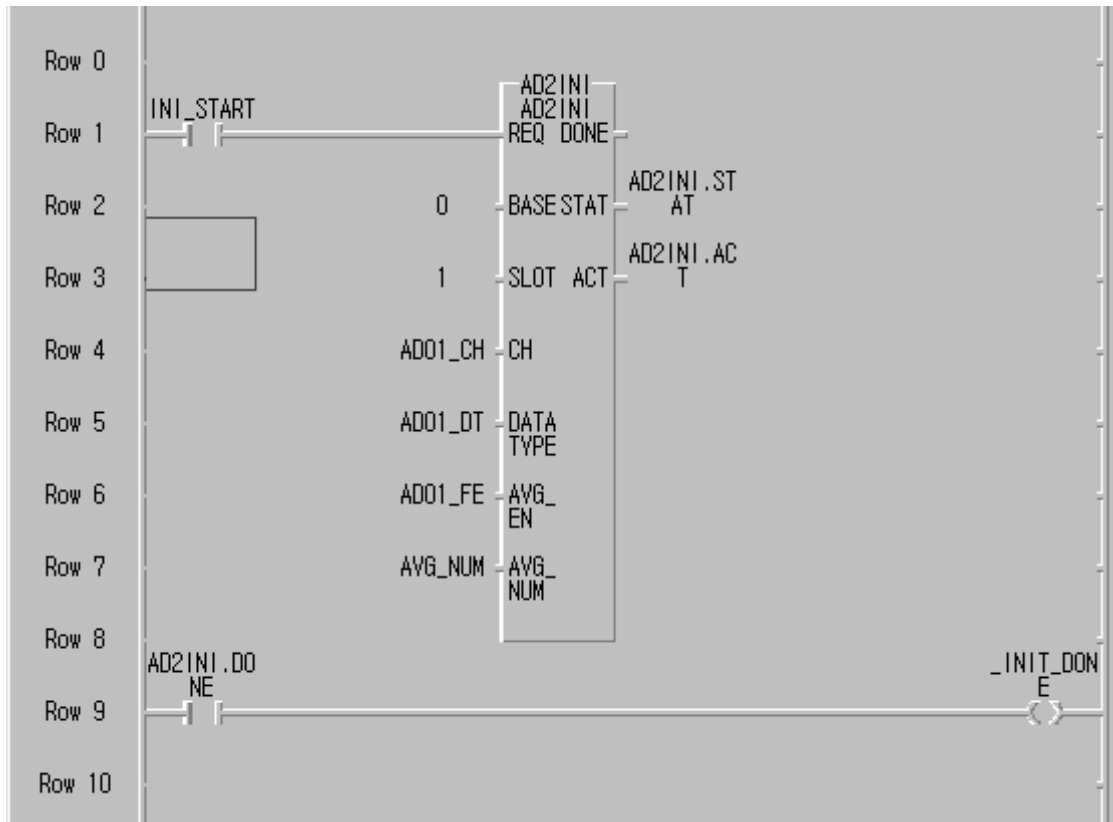 Row 0
AD2INI
INI_START
AD2INI
Row 1
REQ DONE
AD2INI.ST
Row 2
0
BASE STAT
AT
AD2INI.AC
Row 3
1
SLOT ACT
T
Row 4
AD01_CH
CH
Row 5
AD01_DT
DATA
TYPE
Row 6
AD01_FE
AVG_
EN
Row 7
AVG_NUM
AVG_
NUM
Row 8
AD2INI.DO
NE
_INIT_DON
E
Row 9
Row 10